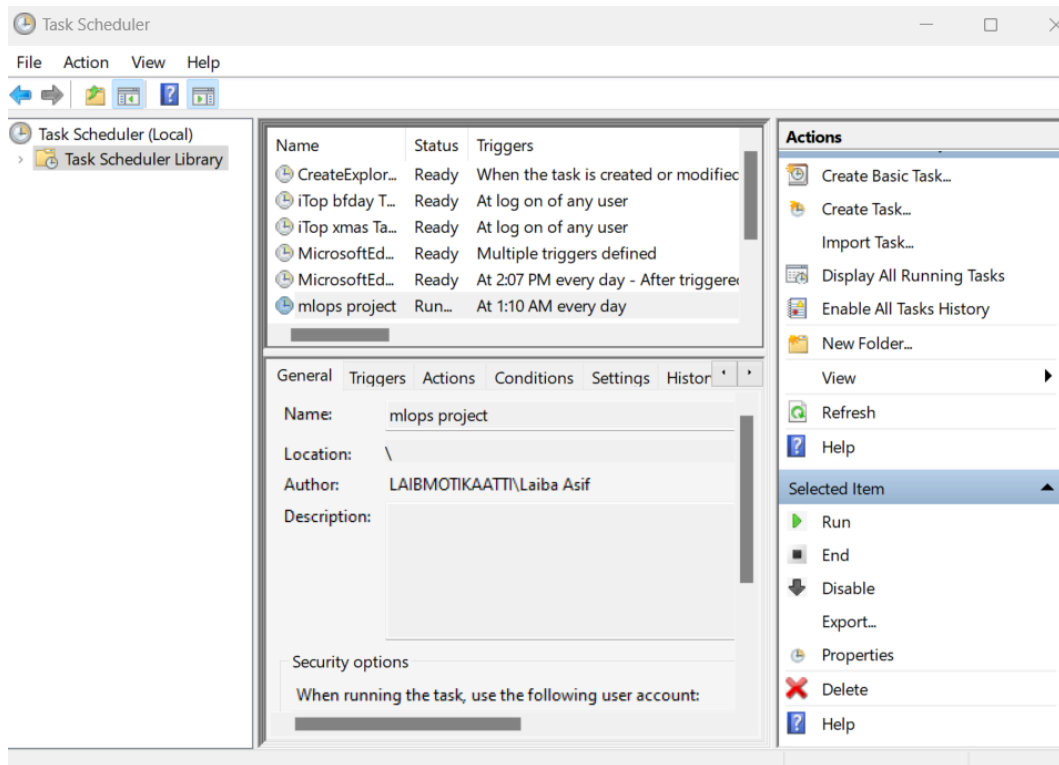 Task Scheduler
File Action View Help
Task Scheduler (Local)
Task Scheduler Library
Name Status Triggers
CreateExplor... Ready When the task is created or modified
iTop bfday T... Ready At log on of any user
iTop xmas Ta... Ready At log on of any user
MicrosoftEd... Ready Multiple triggers defined
MicrosoftEd... Ready At 2:07 PM every day - After triggered
mlops project Run... At 1:10 AM every day
General Triggers Actions Conditions Settings Histor
Name: mlops project
Location: \
Author: LAIBMOTIKAATTI\Laiba Asif
Description:
Security options
When running the task, use the following user account:
Actions
Create Basic Task...
Create Task...
Import Task...
Display All Running Tasks
Enable All Tasks History
New Folder...
View
Refresh
Help
Selected Item
Run
End
Disable
Export...
Properties
Delete
Help